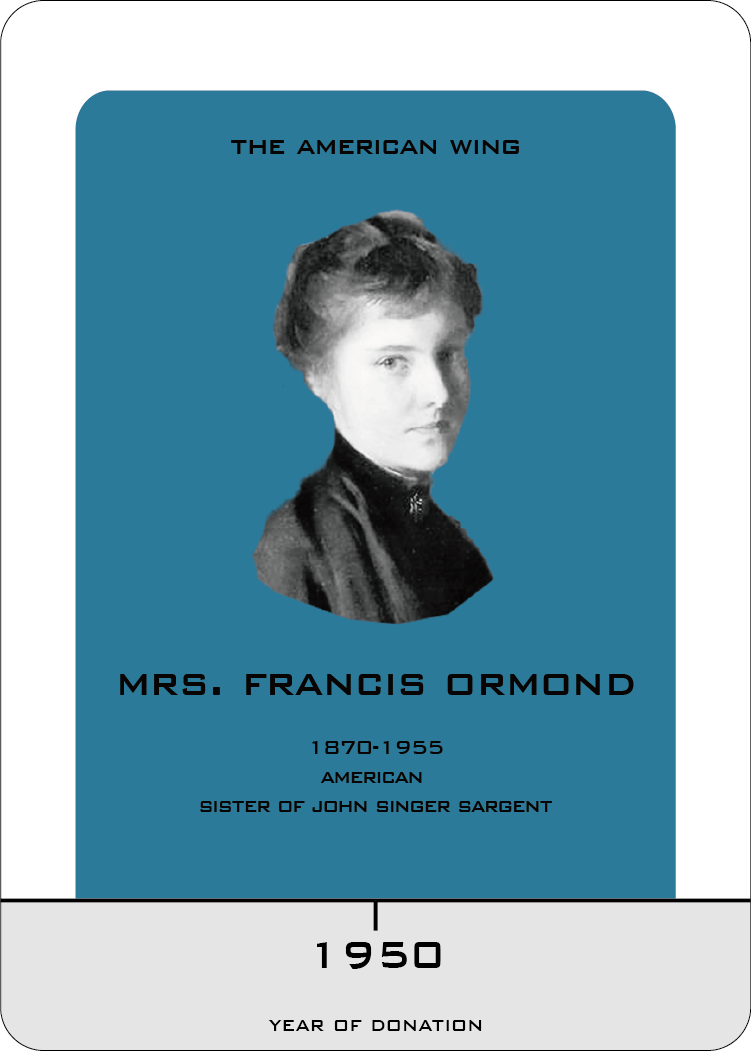 THE AMERICAN WING
MRS. FRANCIS ORMOND
1870-1955
AMERICAN
SISTER OF JOHN SINGER SARGENT
1950
YEAR OF DONATION